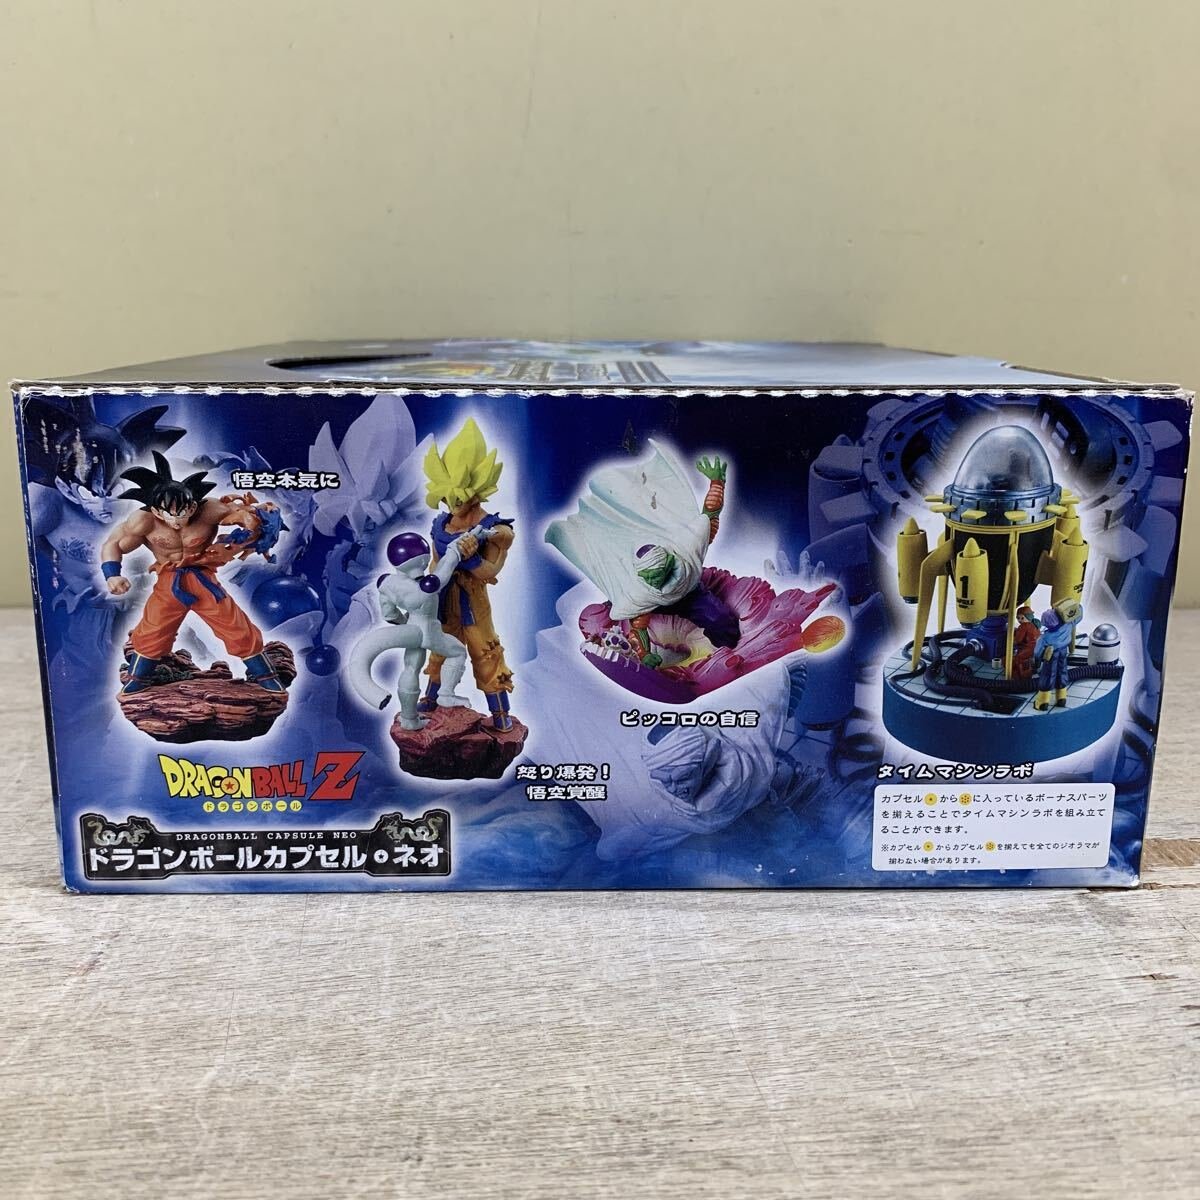 悟空本気に
怒り爆発！
悟空覚醒
ピッコロの自信
タイムマシンラボ
1
CAPSULE
1
DRAGONBALL Z
ドラゴンボール
DRAGONBALL CAPSULE NEO
ドラゴンボールカプセル・ネオ
カプセル から に入っているボーナスパーツ
を揃えることでタイムマシンラボを組み立て
ることができます。
※カプセル からカプセル を揃えても全てのジオラマが
揃わない場合があります。